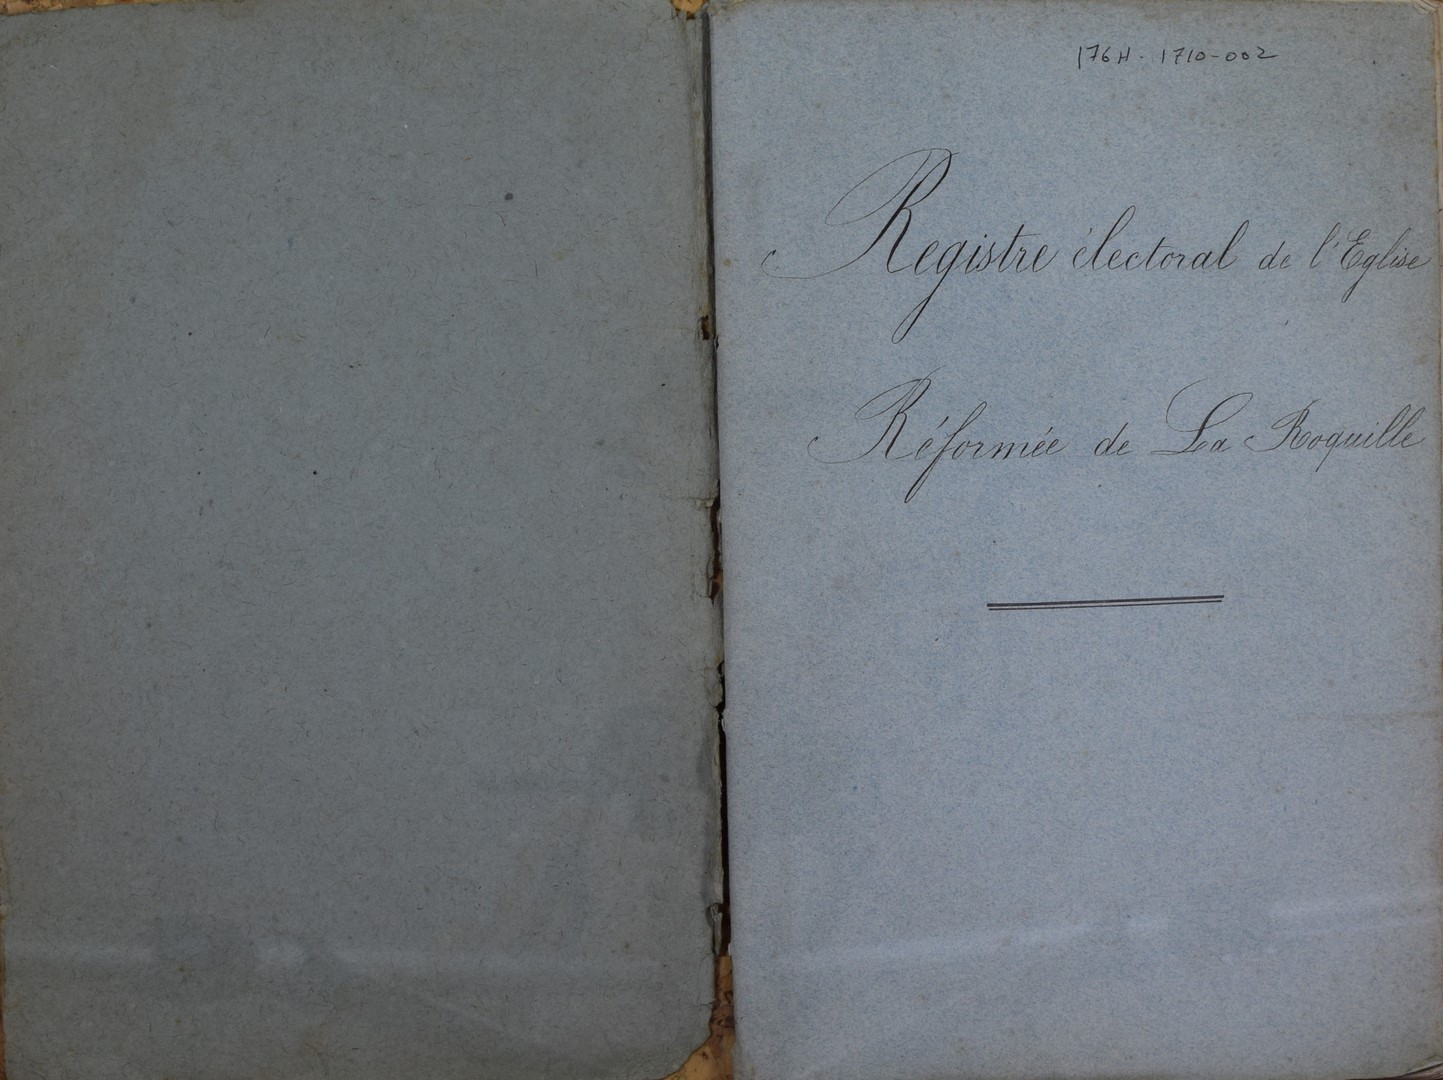 176H - 1710-002
Registre électoral de l'Eglise
Réformée de La Roquille